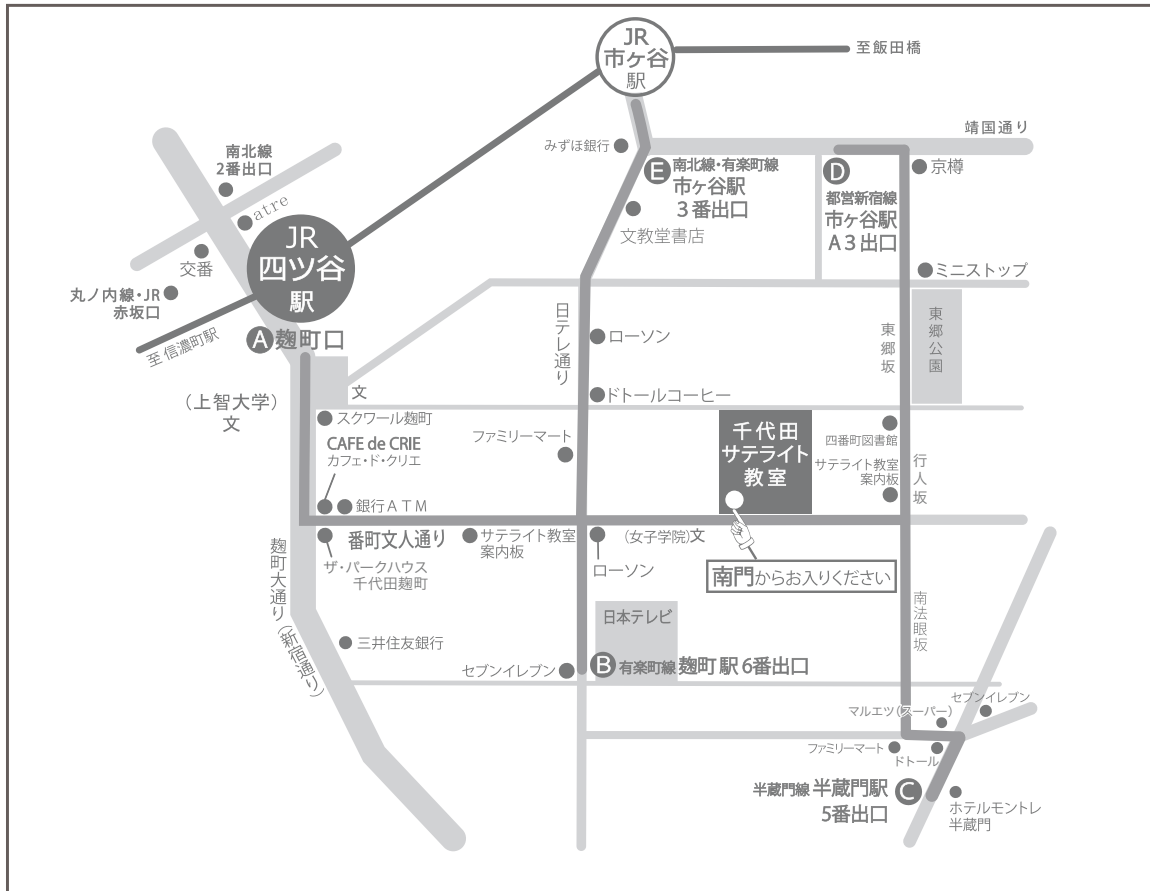 JR
市ヶ谷
駅
至飯田橋
靖国通り
みずほ銀行
E 南北線・有楽町線
市ヶ谷駅
3番出口
文教堂書店
D
都営新宿線
市ヶ谷駅
A3出口
京樽
ミニストップ
東郷公園
東郷坂
南北線
2番出口
atre
交番
JR
四ツ谷
駅
丸ノ内線・JR
赤坂口
至 信濃町駅
A 麹町口
(上智大学)
文
文
日テレ通り
ローソン
ドトールコーヒー
スクワール麹町
CAFE de CRIE
カフェ・ド・クリエ
ファミリーマート
千代田
サテライト
教室
四番町図書館
サテライト教室
案内板
行人坂
銀行ATM
番町文人通り
ザ・パークハウス
千代田麹町
サテライト教室
案内板
ローソン
(女子学院)文
南門からお入りください
麹町大通り(新宿通り)
三井住友銀行
日本テレビ
セブンイレブン
B 有楽町線 麹町駅 6番出口
南法眼坂
セブンイレブン
マルエツ(スーパー)
ファミリーマート
ドトール
半蔵門線 半蔵門駅 C
5番出口
ホテルモントレ
半蔵門